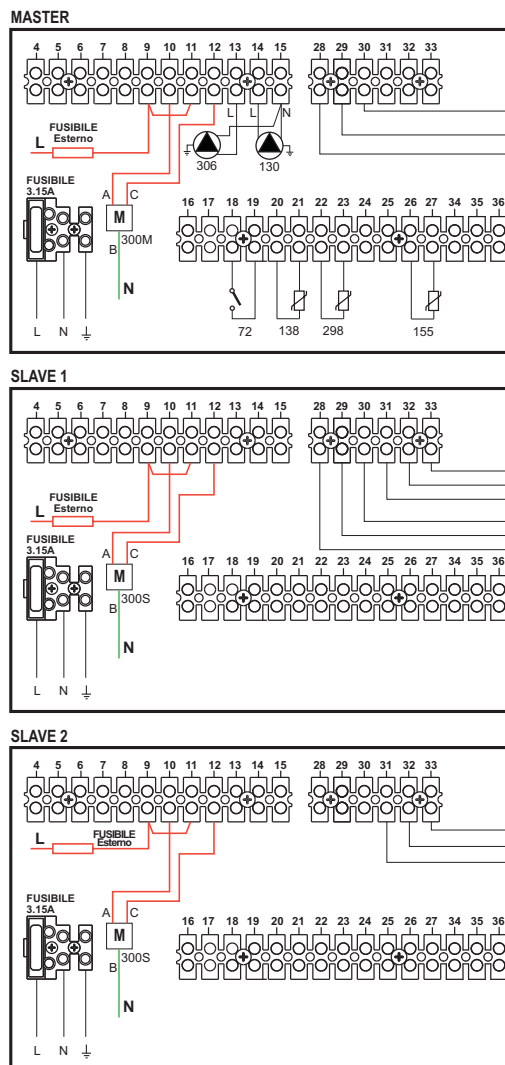 MASTER
4 5 6 7 8 9 10 11 12 13 14 15 28 29 30 31 32 33
L FUSIBILE
Esterno
L L N
306 130
FUSIBILE
3.15A
A C
M
300M
B
N
L N
16 17 18 19 20 21 22 23 24 25 26 27 34 35 36
72 138 298 155
SLAVE 1
4 5 6 7 8 9 10 11 12 13 14 15 28 29 30 31 32 33
L FUSIBILE
Esterno
FUSIBILE
3.15A
A C
M
300S
B
N
L N
16 17 18 19 20 21 22 23 24 25 26 27 34 35 36
SLAVE 2
4 5 6 7 8 9 10 11 12 13 14 15 28 29 30 31 32 33
L FUSIBILE
Esterno
FUSIBILE
3.15A
A C
M
300S
B
N
L N
16 17 18 19 20 21 22 23 24 25 26 27 34 35 36